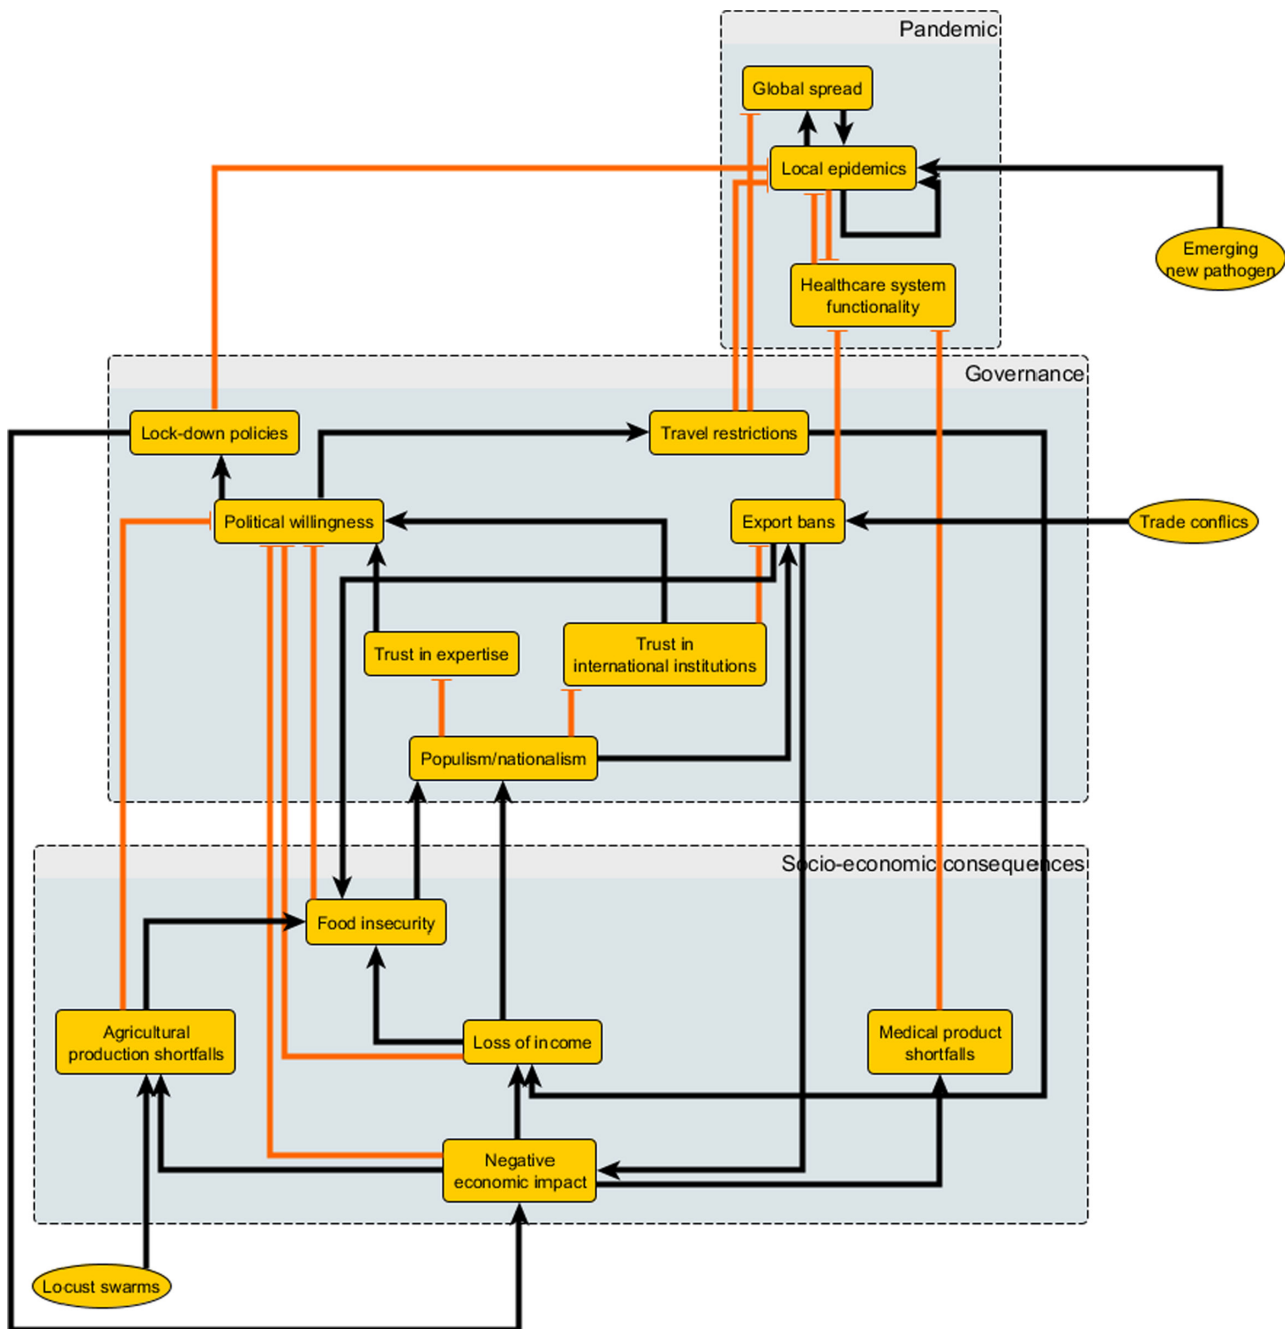 Pandemic
Global spread
Local epidemics
Emerging
new pathogen
Healthcare system
functionality
Governance
Lock-down policies
Travel restrictions
Political willingness
Export bans
Trade conflics
Trust in expertise
Trust in
international institutions
Populism/nationalism
Socio-economic consequences
Food insecurity
Agricultural
production shortfalls
Loss of income
Medical product
shortfalls
Negative
economic impact
Locust swarms